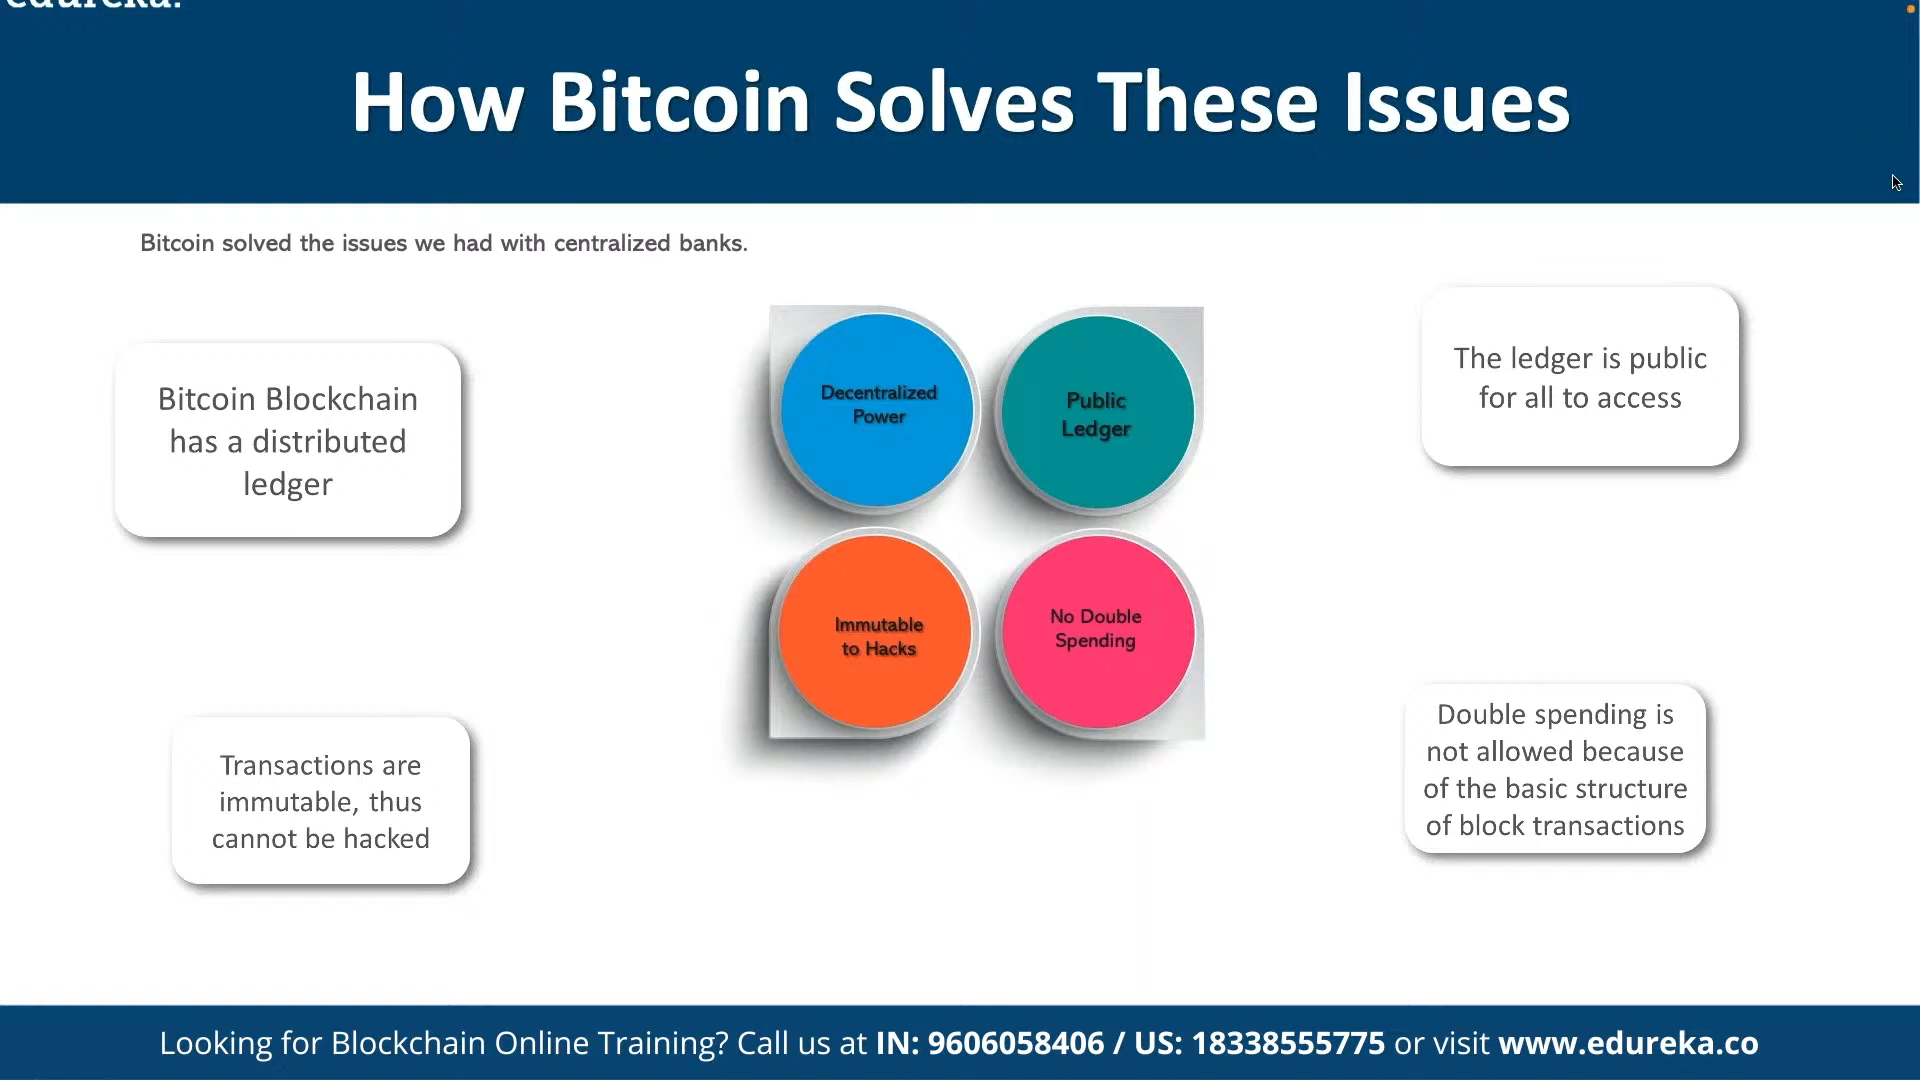 edureka!
How Bitcoin Solves These Issues
Bitcoin solved the issues we had with centralized banks.
Bitcoin Blockchain
has a distributed
ledger
Decentralized
Power
Public
Ledger
The ledger is public
for all to access
Transactions are
immutable, thus
cannot be hacked
Immutable
to Hacks
No Double
Spending
Double spending is
not allowed because
of the basic structure
of block transactions
Looking for Blockchain Online Training? Call us at IN: 9606058406 / US: 18338555775 or visit www.edureka.co